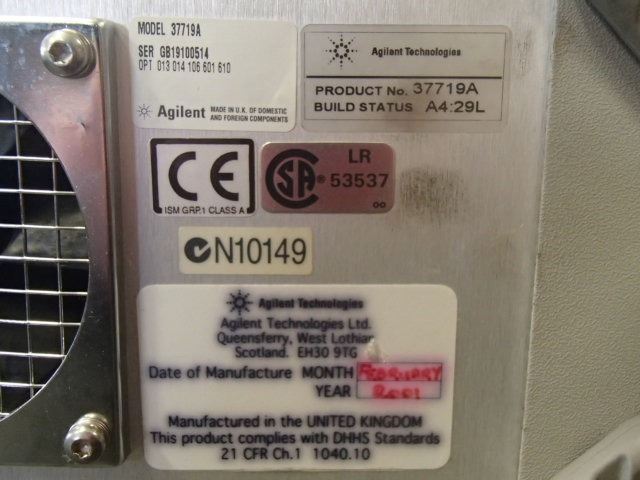 MODEL 37719A
SER GB19100514
OPT 013 014 106 601 610
Agilent MADE IN U.K. OF DOMESTIC
AND FOREIGN COMPONENTS
Agilent Technologies
PRODUCT No. 37719A
BUILD STATUS A4:29L
CE
ISM GRP.1 CLASS A
SA ® LR
53537
N10149
Agilent Technologies
Agilent Technologies Ltd.
Queensferry, West Lothian
Scotland. EH30 9TG
Date of Manufacture MONTH FEBRUARY
YEAR 2001
Manufactured in the UNITED KINGDOM
This product complies with DHHS Standards
21 CFR Ch.1 1040.10